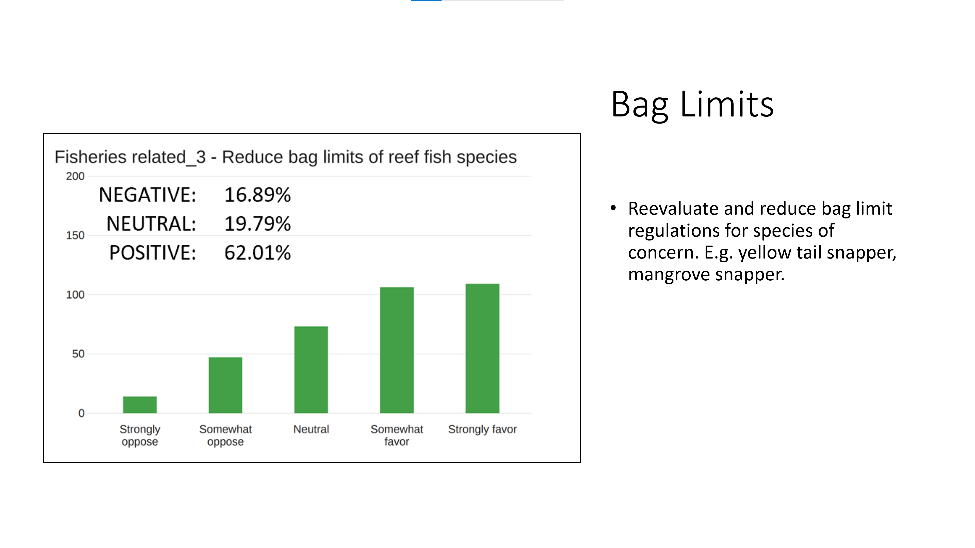 Bag Limits
Fisheries related_3 - Reduce bag limits of reef fish species
200
NEGATIVE: 16.89%
NEUTRAL: 19.79%
150
POSITIVE: 62.01%
100
50
0
Strongly oppose
Somewhat oppose
Neutral
Somewhat favor
Strongly favor
• Reevaluate and reduce bag limit
regulations for species of
concern. E.g. yellow tail snapper,
mangrove snapper.